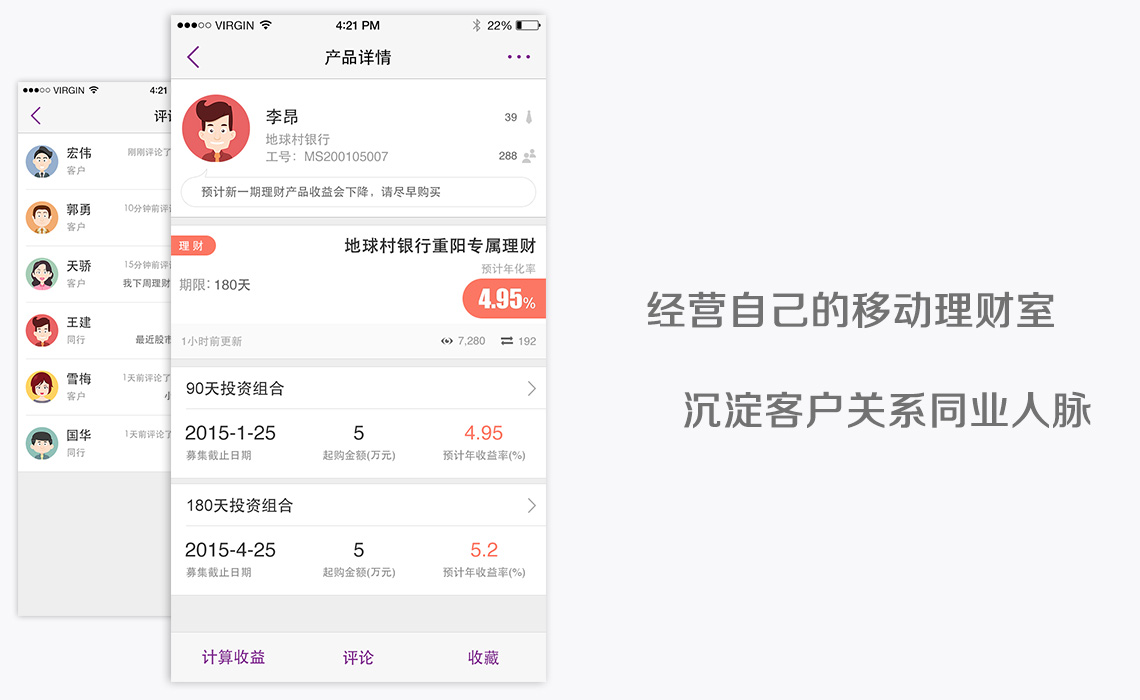 VIRGIN 4:21
评论
宏伟
客户
刚刚评论了
郭勇
客户
10分钟前评论
天骄
客户
15分钟前评论
我下周理财
王建
同行
最近股市
雪梅
客户
1天前评论了
国华
同行
1天前评论了
VIRGIN 4:21 PM 22%
产品详情
李昂
39
地球村银行
工号：MS200105007
288
预计新一期理财产品收益会下降，请尽早购买
理财
地球村银行重阳专属理财
预计年化率
期限：180天
4.95%
1小时前更新
7,280 192
90天投资组合
2015-1-25 5 4.95
募集截止日期 起购金额(万元) 预计年收益率(%)
180天投资组合
2015-4-25 5 5.2
募集截止日期 起购金额(万元) 预计年收益率(%)
计算收益 评论 收藏
经营自己的移动理财室
沉淀客户关系同业人脉